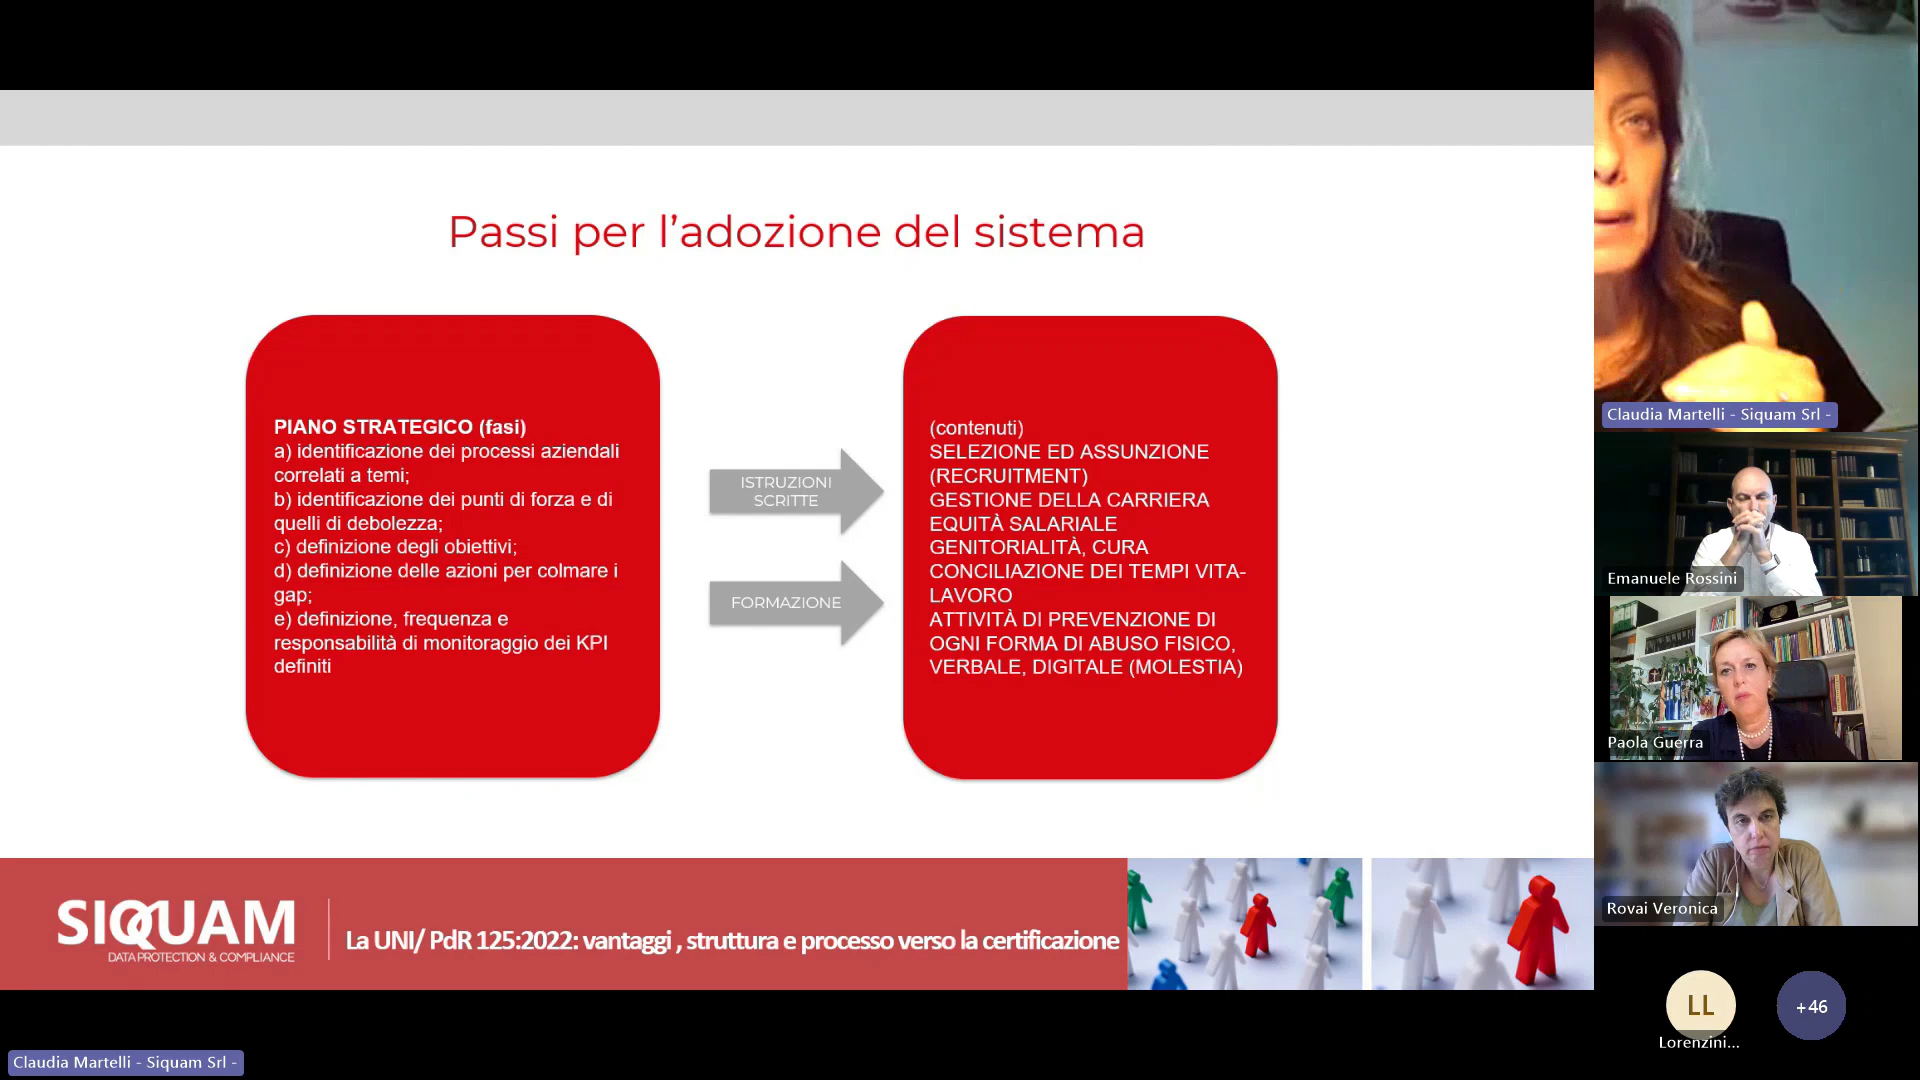 Passi per l’adozione del sistema
PIANO STRATEGICO (fasi)
a) identificazione dei processi aziendali
correlati a temi;
b) identificazione dei punti di forza e di
quelli di debolezza;
c) definizione degli obiettivi;
d) definizione delle azioni per colmare i
gap;
e) definizione, frequenza e
responsabilità di monitoraggio dei KPI
definiti
ISTRUZIONI
SCRITTE
FORMAZIONE
(contenuti)
SELEZIONE ED ASSUNZIONE
(RECRUITMENT)
GESTIONE DELLA CARRIERA
EQUITÀ SALARIALE
GENITORIALITÀ, CURA
CONCILIAZIONE DEI TEMPI VITA-
LAVORO
ATTIVITÀ DI PREVENZIONE DI
OGNI FORMA DI ABUSO FISICO,
VERBALE, DIGITALE (MOLESTIA)
SIQUAM
DATA PROTECTION & COMPLIANCE
La UNI/ PdR 125:2022: vantaggi , struttura e processo verso la certificazione
Claudia Martelli - Siquam Srl -
Claudia Martelli - Siquam Srl -
Emanuele Rossini
Paola Guerra
Rovai Veronica
LL
Lorenzini...
+46